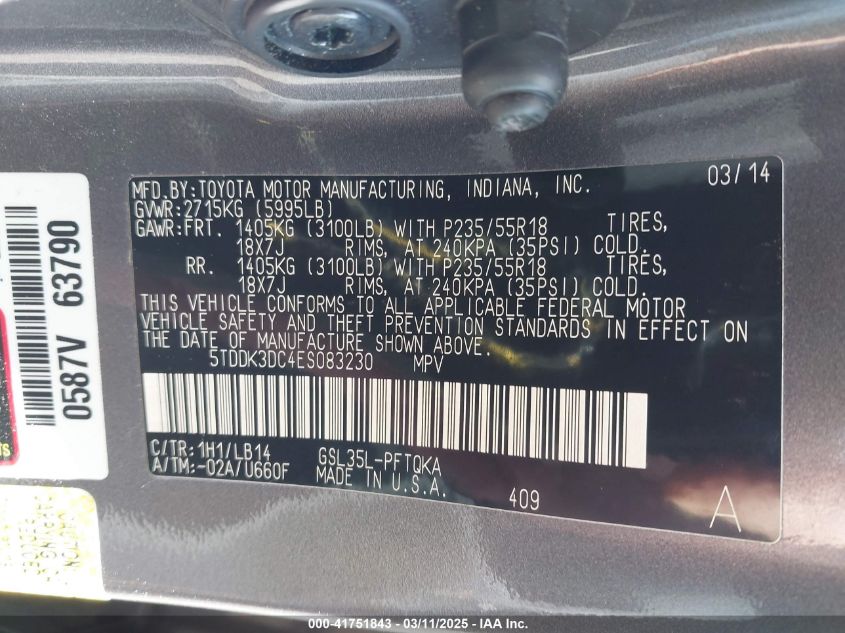 MFD. BY: TOYOTA MOTOR MANUFACTURING, INDIANA, INC. 03/14
GVWR: 2715KG (5995LB)
GAWR: FRT. 1405KG (3100LB) WITH P235/55R18 TIRES,
18X7J RIMS, AT 240KPA (35PSI) COLD.
RR. 1405KG (3100LB) WITH P235/55R18 TIRES,
18X7J RIMS, AT 240KPA (35PSI) COLD.
THIS VEHICLE CONFORMS TO ALL APPLICABLE FEDERAL MOTOR
VEHICLE SAFETY AND THEFT PREVENTION STANDARDS IN EFFECT ON
THE DATE OF MANUFACTURE SHOWN ABOVE.
5TDDK3DC4ES083230 MPV
C/TR: 1H1/LB14 GSL35L-PFTQKA
A/TM: -02A/U660F MADE IN U.S.A.
409 A
0587V 63790
000-41751843 - 03/11/2025 - IAA Inc.